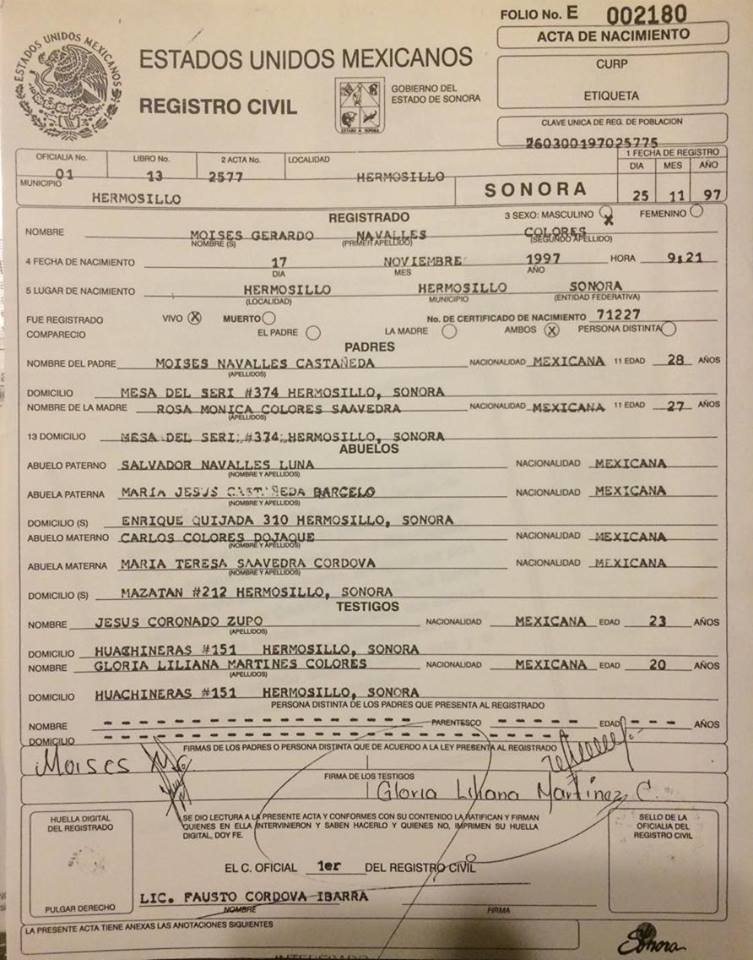 FOLIO No. E 002180
ACTA DE NACIMIENTO
ESTADOS UNIDOS MEXICANOS
ESTADOS UNIDOS MEXICANOS
CURP
REGISTRO CIVIL
GOBIERNO DEL
ESTADO DE SONORA
ESTADO DE SONORA
ETIQUETA
CLAVE UNICA DE REG. DE POBLACION
260300197025775
OFICIALIA No. LIBRO No. 2 ACTA No. LOCALIDAD 1 FECHA DE REGISTRO
01 13 2577 HERMOSILLO DIA MES AÑO
MUNICIPIO HERMOSILLO SONORA 25 11 97
REGISTRADO 3 SEXO: MASCULINO X FEMENINO
NOMBRE MOISES GERARDO NAVALLES COLORES
NOMBRE (S) (PRIMER APELLIDO) (SEGUNDO APELLIDO)
4 FECHA DE NACIMIENTO 17 NOVIEMBRE 1997 HORA 9:21
DIA MES AÑO
5 LUGAR DE NACIMIENTO HERMOSILLO HERMOSILLO SONORA
(LOCALIDAD) MUNICIPIO (ENTIDAD FEDERATIVA)
FUE REGISTRADO VIVO X MUERTO No. DE CERTIFICADO DE NACIMIENTO 71227
COMPARECIO EL PADRE LA MADRE AMBOS X PERSONA DISTINTA
PADRES
NOMBRE DEL PADRE MOISES NAVALLES CASTAÑEDA NACIONALIDAD MEXICANA 11 EDAD 28 AÑOS
(APELLIDOS)
DOMICILIO MESA DEL SERI #374 HERMOSILLO, SONORA
NOMBRE DE LA MADRE ROSA MONICA COLORES SAAVEDRA NACIONALIDAD MEXICANA 11 EDAD 27 AÑOS
(APELLIDOS)
13 DOMICILIO MESA DEL SERI #374 HERMOSILLO, SONORA
ABUELOS
ABUELO PATERNO SALVADOR NAVALLES LUNA NACIONALIDAD MEXICANA
(NOMBRE Y APELLIDOS)
ABUELA PATERNA MARIA JESUS CASTAÑEDA BARCELO NACIONALIDAD MEXICANA
(NOMBRE Y APELLIDOS)
DOMICILIO (S) ENRIQUE QUIJADA 310 HERMOSILLO, SONORA
ABUELO MATERNO CARLOS COLORES DOJAQUE NACIONALIDAD MEXICANA
(NOMBRE Y APELLIDOS)
ABUELA MATERNA MARIA TERESA SAAVEDRA CORDOVA NACIONALIDAD MEXICANA
(NOMBRE Y APELLIDOS)
DOMICILIO (S) MAZATAN #212 HERMOSILLO, SONORA
TESTIGOS
NOMBRE JESUS CORONADO ZUPO NACIONALIDAD MEXICANA EDAD 23 AÑOS
(APELLIDOS)
DOMICILIO HUACHINERAS #151 HERMOSILLO, SONORA
NOMBRE GLORIA LILIANA MARTINES COLORES NACIONALIDAD MEXICANA EDAD 20 AÑOS
(APELLIDOS)
DOMICILIO HUACHINERAS #151 HERMOSILLO, SONORA
PERSONA DISTINTA DE LOS PADRES QUE PRESENTA AL REGISTRADO
NOMBRE PARENTESCO EDAD AÑOS
DOMICILIO
FIRMAS DE LOS PADRES O PERSONA DISTINTA QUE DE ACUERDO A LA LEY PRESENTA AL REGISTRADO
Moises
FIRMA DE LOS TESTIGOS
Gloria Liliana Martinez C.
HUELLA DIGITAL
DEL REGISTRADO
PULGAR DERECHO
SE DIO LECTURA A LA PRESENTE ACTA Y CONFORMES CON SU CONTENIDO LA RATIFICAN Y FIRMAN
QUIENES EN ELLA INTERVINIERON Y SABEN HACERLO Y QUIENES NO, IMPRIMEN SU HUELLA
DIGITAL, DOY FE.
SELLO DE LA
OFICIALIA DEL
REGISTRO CIVIL
EL C. OFICIAL 1er DEL REGISTRO CIVIL
LIC. FAUSTO CORDOVA IBARRA
NOMBRE FIRMA
LA PRESENTE ACTA TIENE ANEXAS LAS ANOTACIONES SIGUIENTES
Sonora